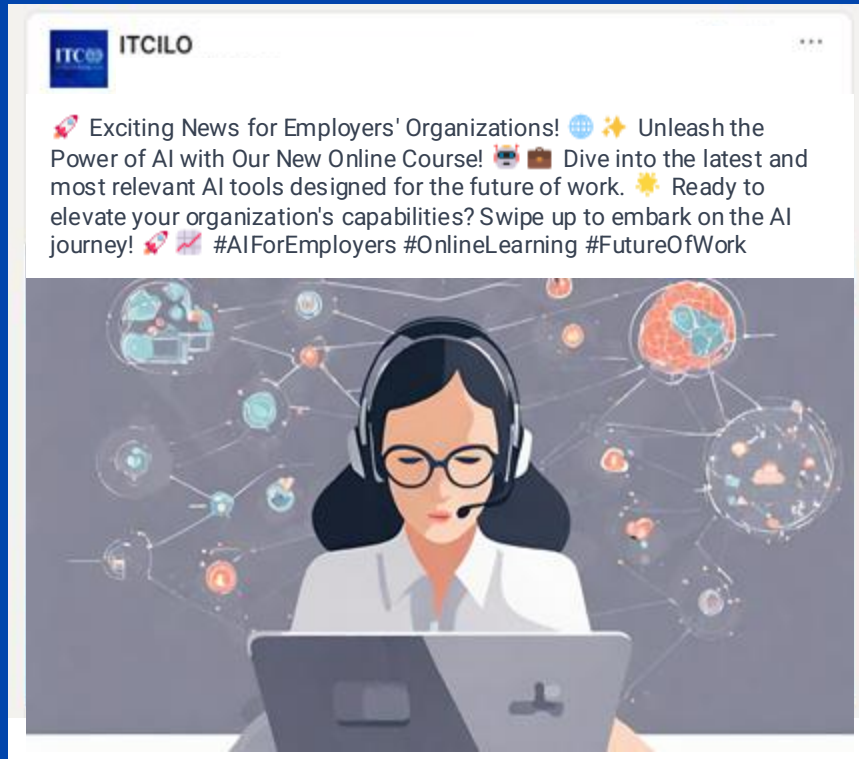 ITCILO
ITC
🚀 Exciting News for Employers' Organizations! 🌐 ✨ Unleash the
Power of AI with Our New Online Course! 🤖 💼 Dive into the latest and
most relevant AI tools designed for the future of work. 🌟 Ready to
elevate your organization's capabilities? Swipe up to embark on the AI
journey! 🚀 📈 #AIForEmployers #OnlineLearning #FutureOfWork